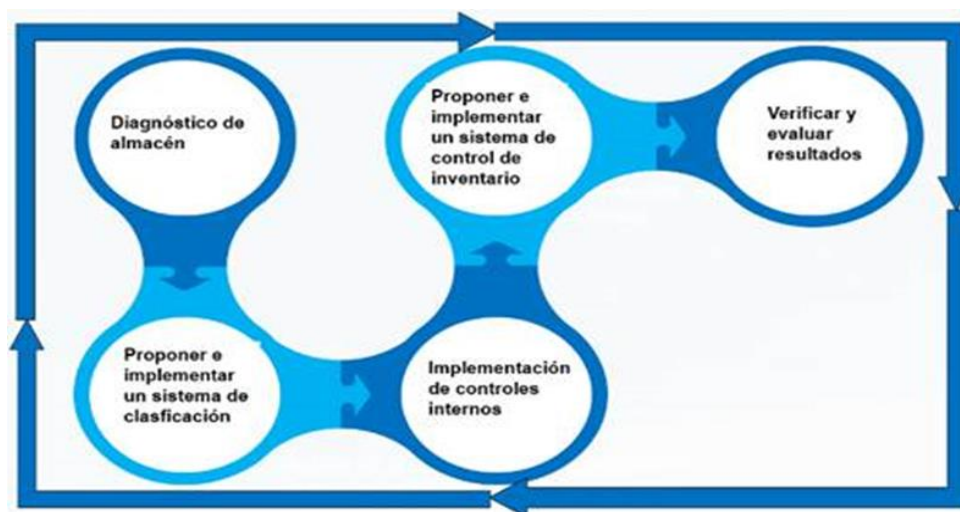 Diagnóstico de
almacén
Proponer e
implementar
un sistema de
clasficación
Implementación
de controles
internos
Proponer e
implementar
un sistema de
control de
inventario
Verificar y
evaluar
resultados